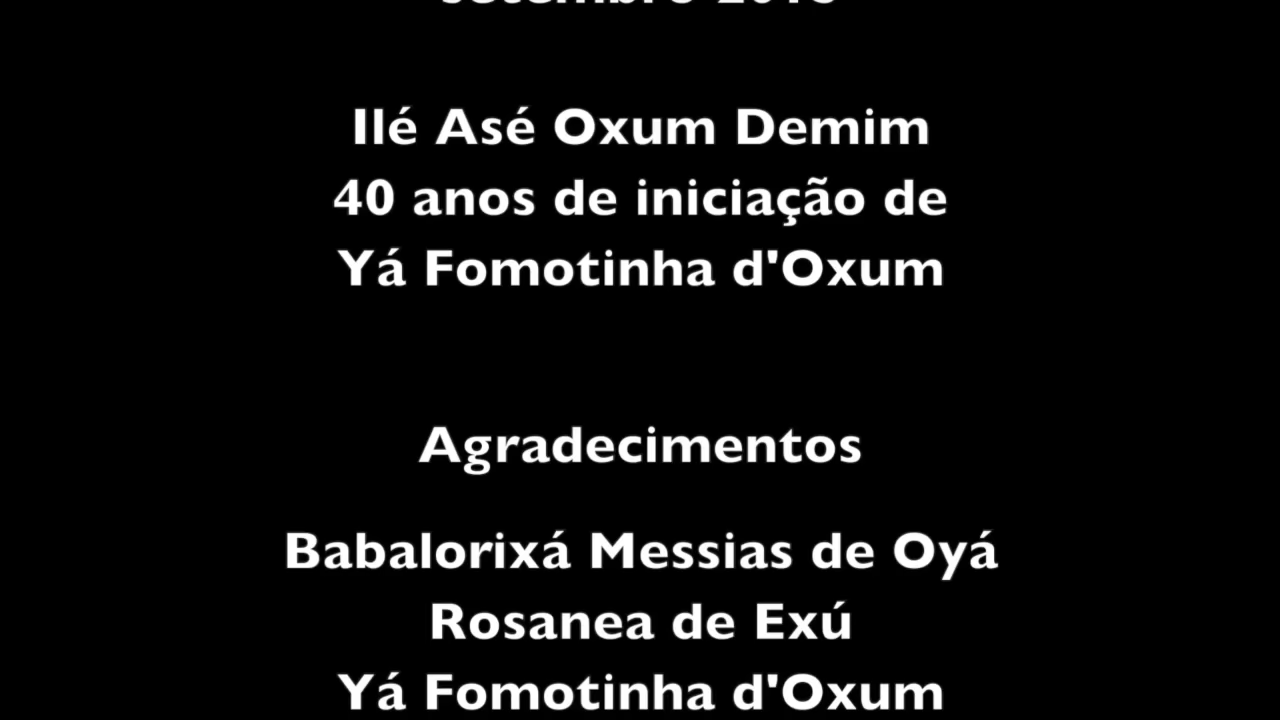 setembro
Ilé Asé Oxum Demim
40 anos de iniciação de
Yá Fomotinha d'Oxum
Agradecimentos
Babalorixá Messias de Oyá
Rosanea de Exú
Yá Fomotinha d'Oxum